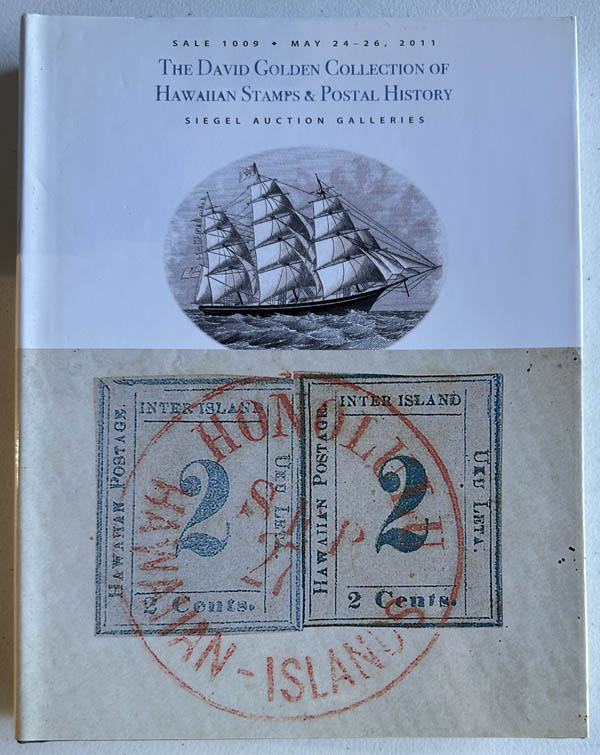 SALE 1009 • MAY 24–26, 2011
THE DAVID GOLDEN COLLECTION OF
HAWAIIAN STAMPS & POSTAL HISTORY
SIEGEL AUCTION GALLERIES
INTER ISLAND
HAWAIIAN POSTAGE
2
UKU LETA.
2 Cents.
INTER ISLAND
HAWAIIAN POSTAGE
2
UKU LETA.
2 Cents.
HONOLULU
HAWAIIAN-ISLANDS